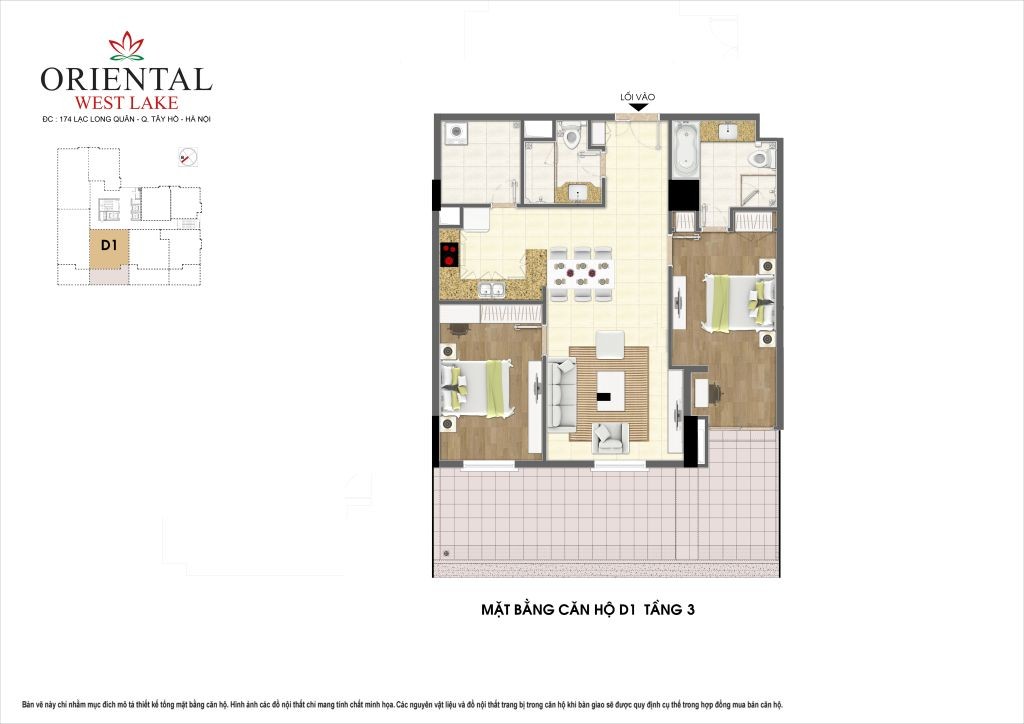 ORIENTAL
WEST LAKE
ĐC : 174 LẠC LONG QUÂN - Q. TÂY HỒ - HÀ NỘI
LỐI VÀO
D1
MẶT BẰNG CĂN HỘ D1 TẦNG 3
Bản vẽ này chỉ nhằm mục đích mô tả thiết kế tổng mặt bằng căn hộ. Hình ảnh các đồ nội thất chỉ mang tính chất minh họa. Các nguyên vật liệu và đồ nội thất trang bị trong căn hộ khi bàn giao sẽ được quy định cụ thể trong hợp đồng mua bán căn hộ.